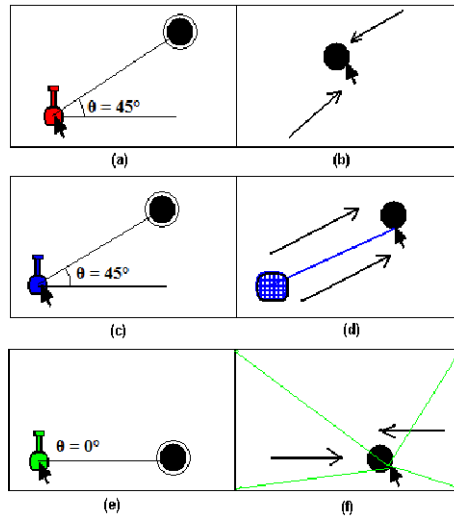 θ = 45°
(a)
(b)
θ = 45°
(c)
(d)
θ = 0°
(e)
(f)